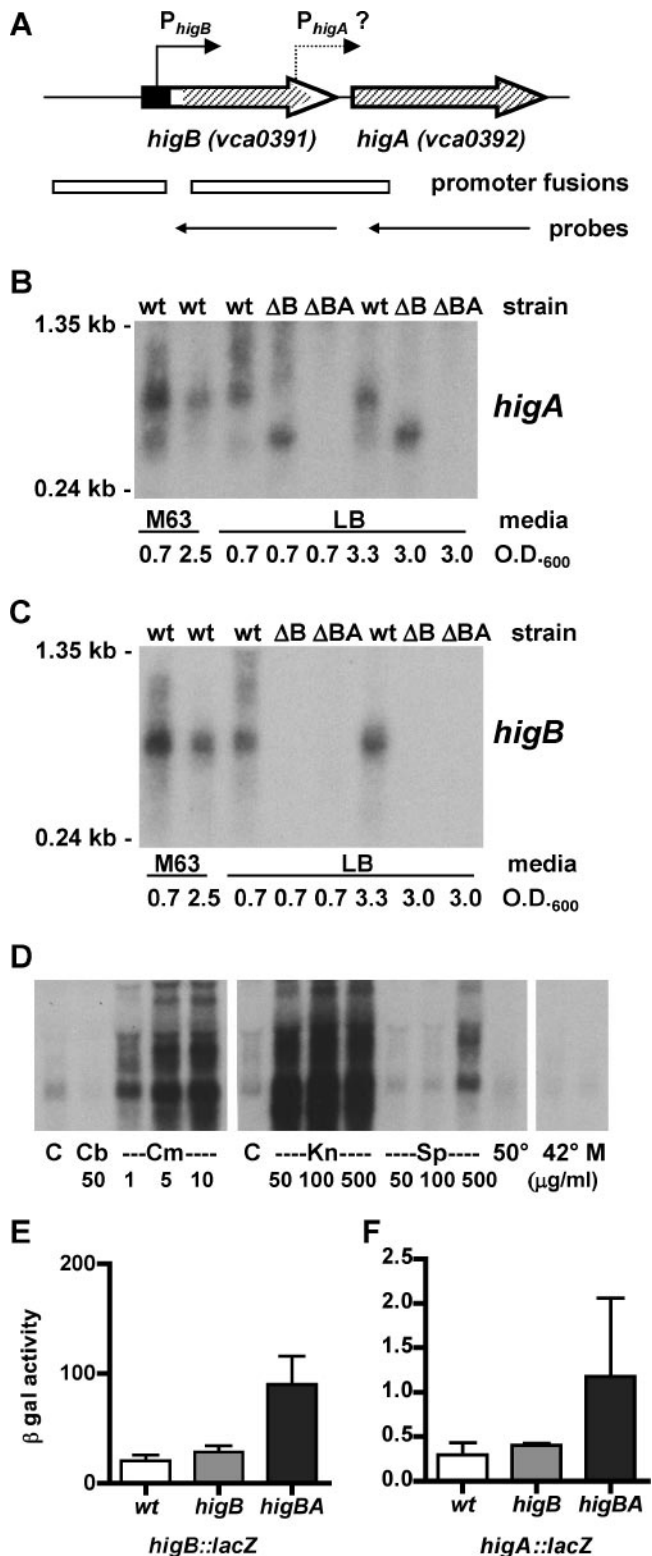 A
PhigB PhigA ?
higB (vca0391) higA (vca0392)
promoter fusions
probes
B
wt wt wt ΔB ΔBA wt ΔB ΔBA strain
1.35 kb -
higA
0.24 kb -
M63 LB media
0.7 2.5 0.7 0.7 0.7 3.3 3.0 3.0 O.D.600
C
wt wt wt ΔB ΔBA wt ΔB ΔBA strain
1.35 kb -
higB
0.24 kb -
M63 LB media
0.7 2.5 0.7 0.7 0.7 3.3 3.0 3.0 O.D.600
D
C Cb ---Cm---- C ----Kn---- ----Sp---- 50° 42° M
50 1 5 10 50 100 500 50 100 500 (μg/ml)
E F
β gal activity
200
100
0
wt higB higBA
higB::lacZ
2.5
2.0
1.5
1.0
0.5
0.0
wt higB higBA
higA::lacZ